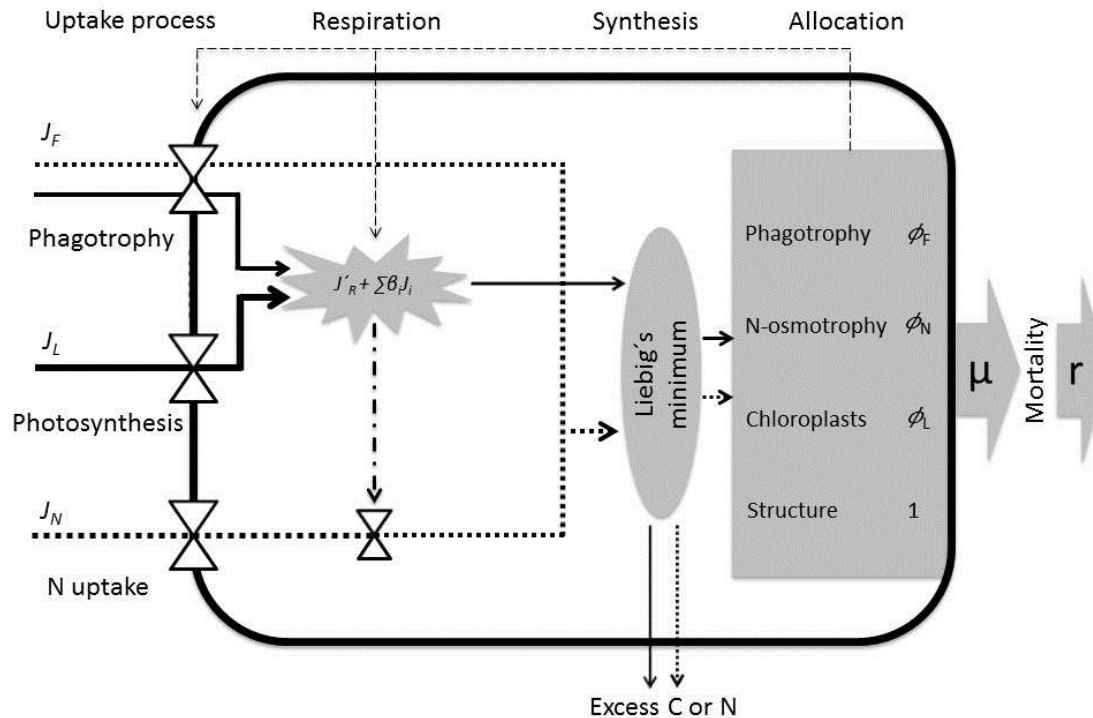 Uptake process Respiration Synthesis Allocation
J_F
Phagotrophy
J_L
Photosynthesis
J_N
N uptake
J´_R + ∑β_iJ_i
Liebig´s
minimum
Phagotrophy ϕ_F
N-osmotrophy ϕ_N
Chloroplasts ϕ_L
Structure 1
μ
Mortality
r
Excess C or N